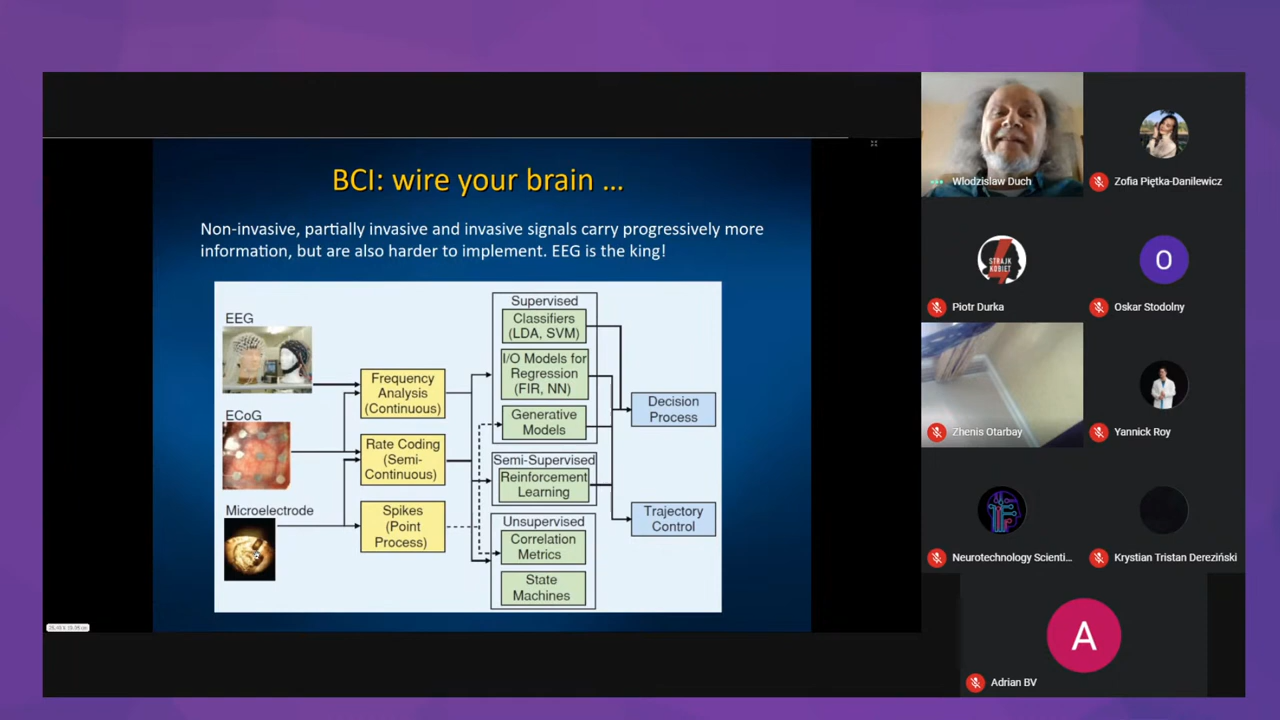 BCI: wire your brain ...
Non-invasive, partially invasive and invasive signals carry progressively more
information, but are also harder to implement. EEG is the king!
EEG
ECoG
Microelectrode
Frequency
Analysis
(Continuous)
Rate Coding
(Semi-
Continuous)
Spikes
(Point
Process)
Supervised
Classifiers
(LDA, SVM)
I/O Models for
Regression
(FIR, NN)
Generative
Models
Semi-Supervised
Reinforcement
Learning
Unsupervised
Correlation
Metrics
State
Machines
Decision
Process
Trajectory
Control
Wlodzislaw Duch
Zofia Piętka-Danilewicz
STRAJK
KOBIET
Piotr Durka
O
Oskar Stodolny
Zhenis Otarbay
Yannick Roy
Neurotechnology Scienti...
Krystian Tristan Dereziński
A
Adrian BV